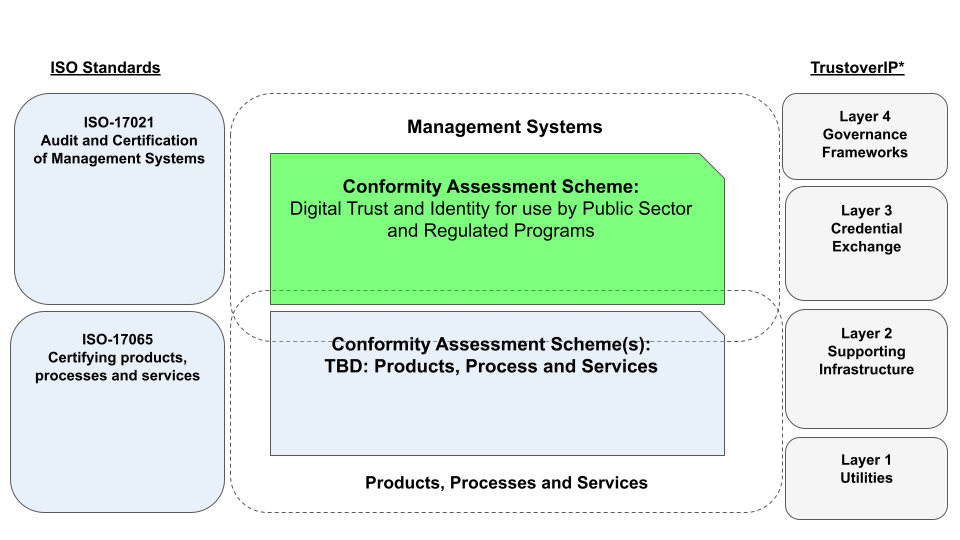 ISO Standards
TrustoverIP*
ISO-17021
Audit and Certification
of Management Systems
Management Systems
Conformity Assessment Scheme:
Digital Trust and Identity for use by Public Sector
and Regulated Programs
Layer 4
Governance
Frameworks
Layer 3
Credential
Exchange
ISO-17065
Certifying products,
processes and services
Conformity Assessment Scheme(s):
TBD: Products, Process and Services
Products, Processes and Services
Layer 2
Supporting
Infrastructure
Layer 1
Utilities